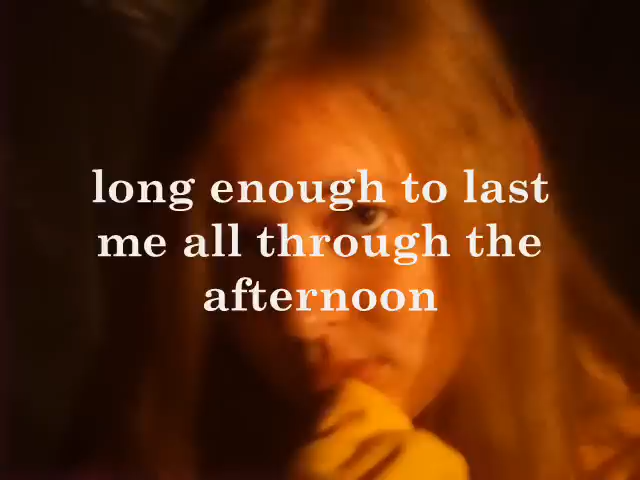 long enough to last
me all through the
afternoon